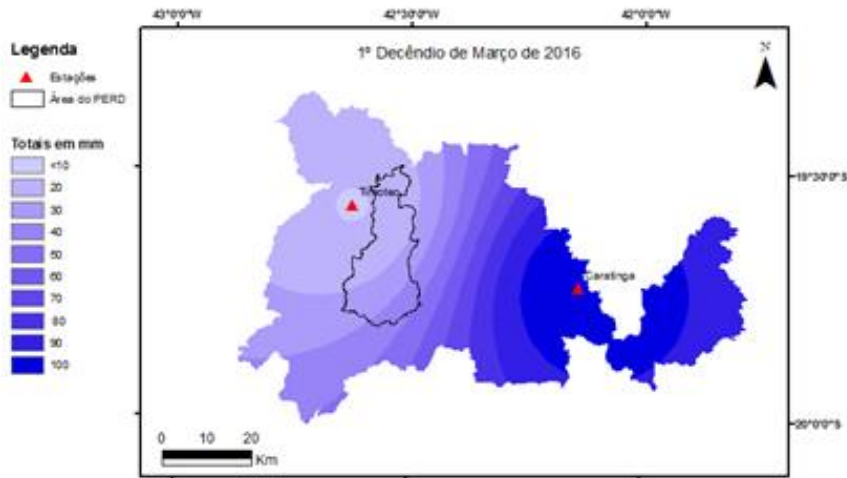 43°0'0"W
42°30'0"W
42°0'0"W
Legenda
Estações
Área do PERD
Totais em mm
<10
20
30
40
50
60
70
80
90
100
1º Decêndio de Março de 2016
N
Timóteo
Caratinga
19°30'0"S
20°0'0"S
0 10 20
Km